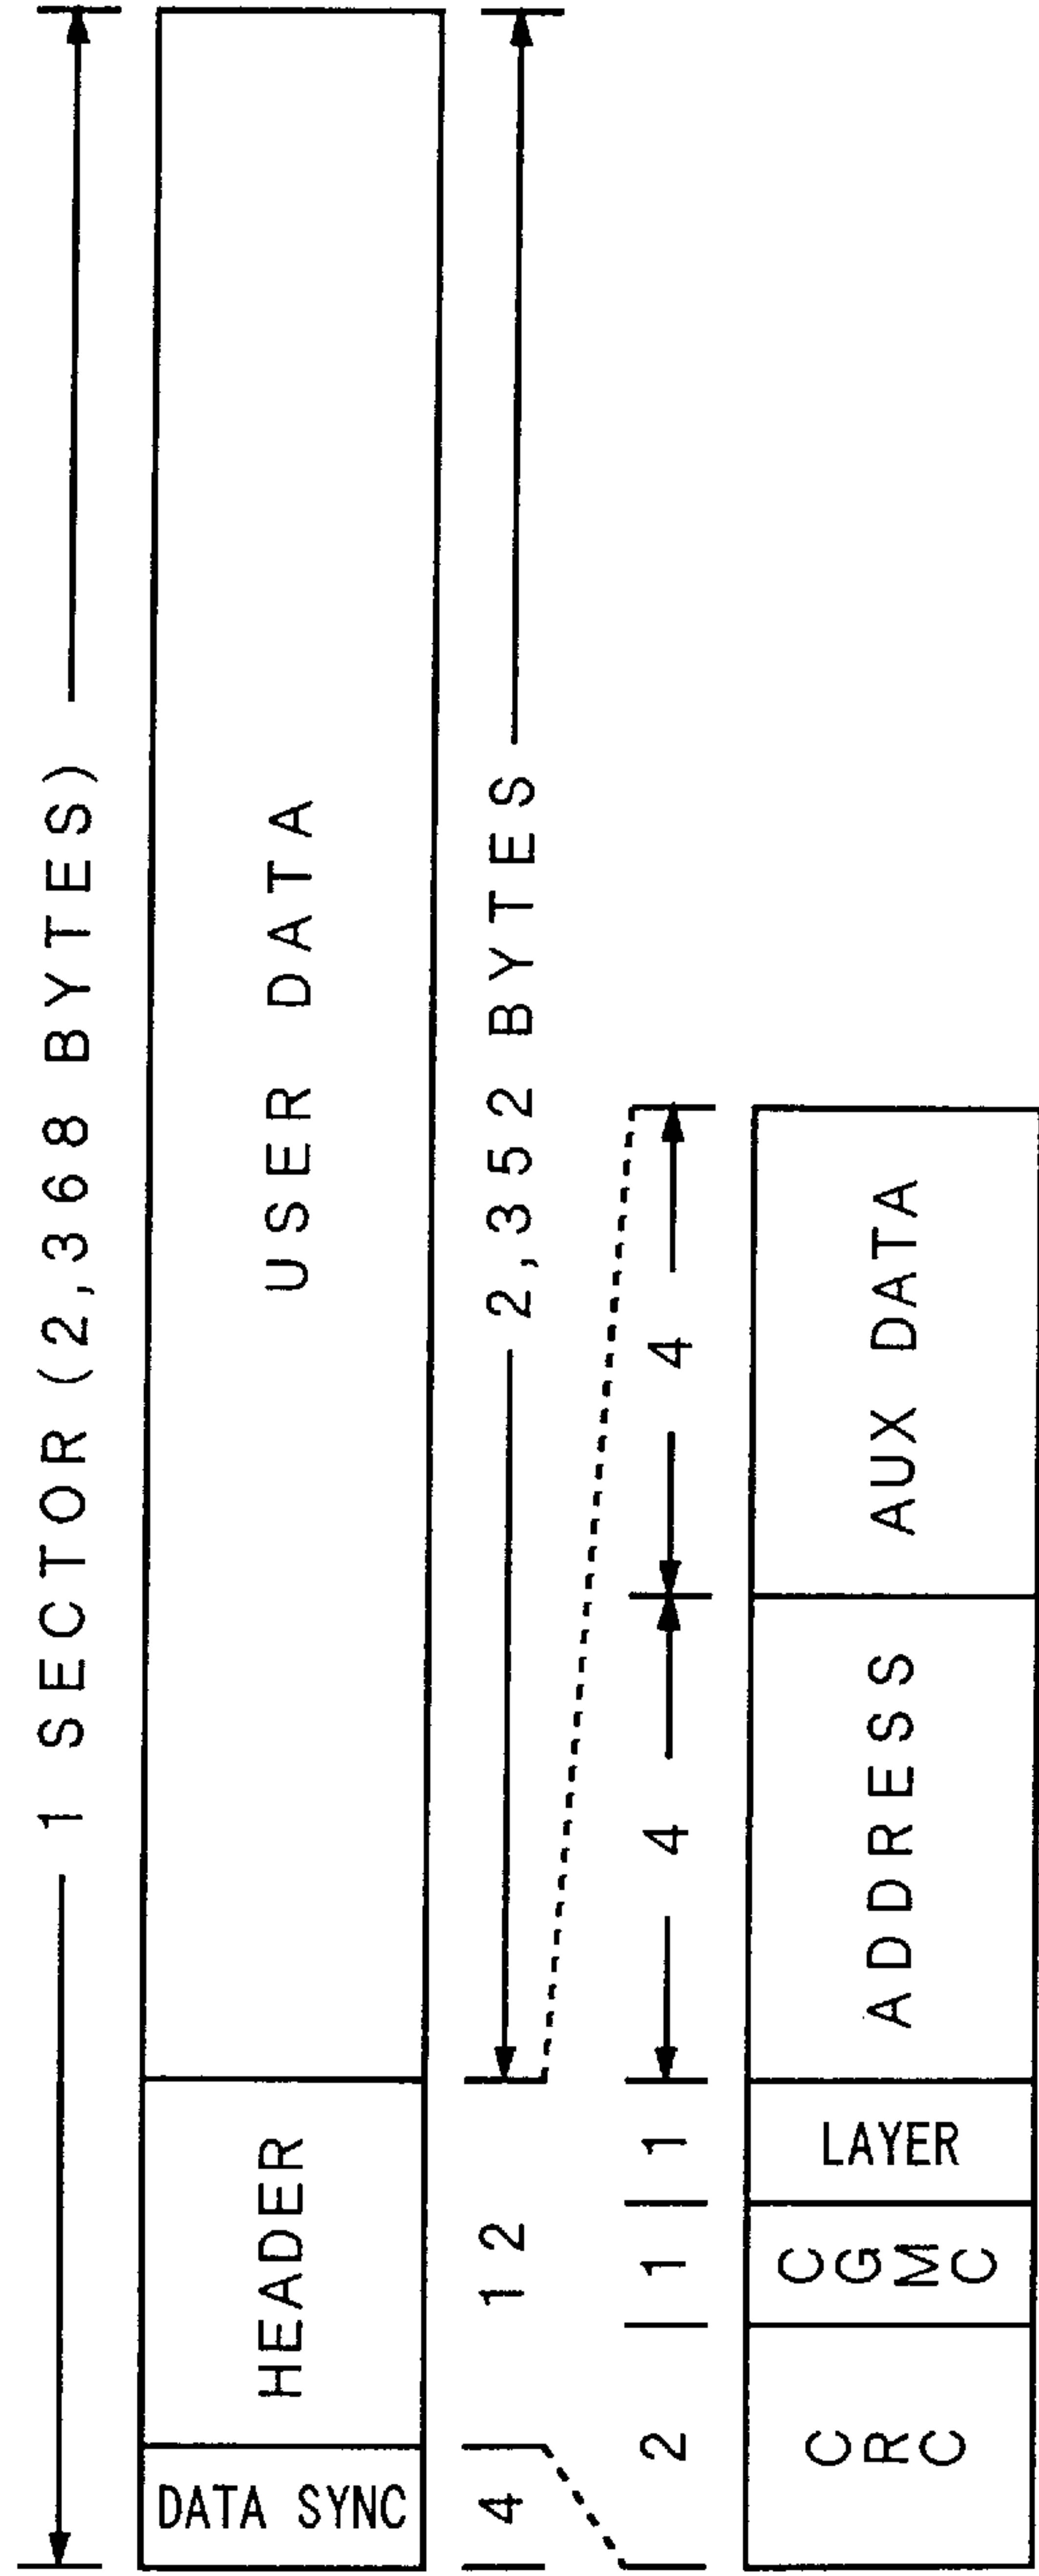 1 SECTOR (2,368 BYTES)
DATA SYNC
HEADER
USER DATA
4
12
2,352 BYTES
2
1
1
4
4
CRC
CGMC
LAYER
ADDRESS
AUX DATA